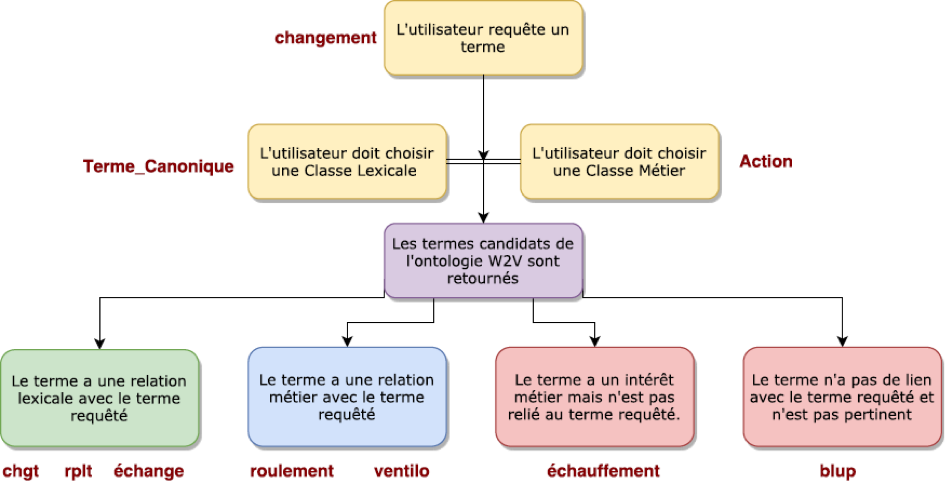 changement
L'utilisateur requête un
terme
Terme_Canonique
L'utilisateur doit choisir
une Classe Lexicale
L'utilisateur doit choisir
une Classe Métier
Action
Les termes candidats de
l'ontologie W2V sont
retournés
Le terme a une relation
lexicale avec le terme
requêté
Le terme a une relation
métier avec le terme
requêté
Le terme a un intérêt
métier mais n'est pas
relié au terme requêté.
Le terme n'a pas de lien
avec le terme requêté et
n'est pas pertinent
chgt rplt échange
roulement ventilo
échauffement
blup